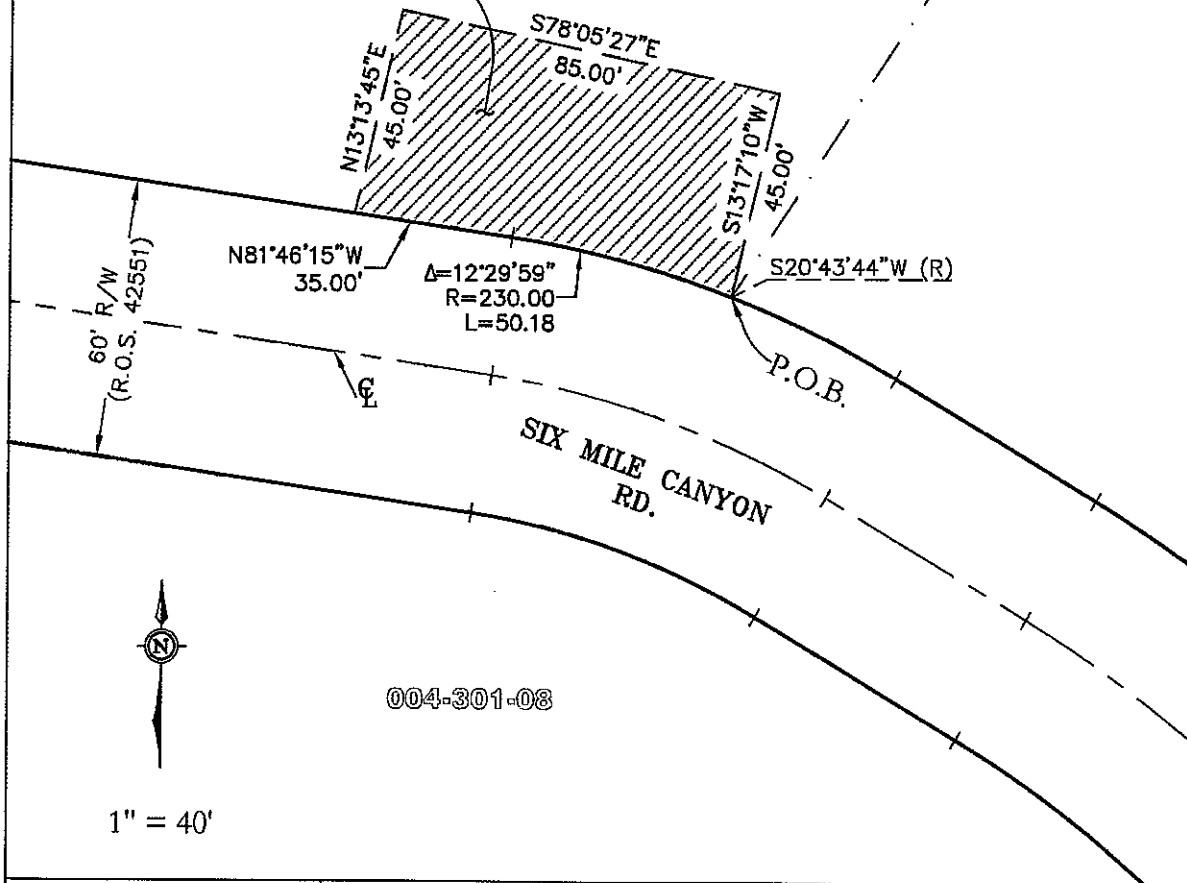 S78°05'27"E
85.00'
N13°13'45"E
45.00'
S13°17'10"W
45.00'
N81°46'15"W
35.00'
Δ=12°29'59"
R=230.00
L=50.18
S20°43'44"W (R)
P.O.B.
60' R/W
(R.O.S. 42551)
℄
SIX MILE CANYON
RD.
N
004-301-08
1" = 40'